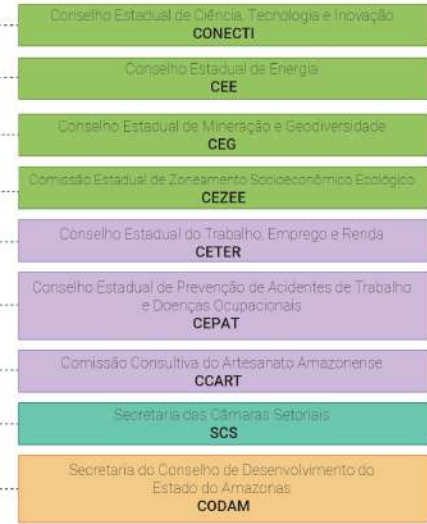 Conselho Estadual de Ciência, Tecnologia e Inovação
CONECTI
Conselho Estadual de Energia
CEE
Conselho Estadual de Mineração e Geodiversidade
CEG
Comissão Estadual de Zoneamento Socioeconômico Ecológico
CEZEE
Conselho Estadual do Trabalho, Emprego e Renda
CETER
Conselho Estadual de Prevenção de Acidentes de Trabalho
e Doenças Ocupacionais
CEPAT
Comissão Consultiva do Artesanato Amazonense
CCART
Secretaria das Câmaras Setoriais
SCS
Secretaria do Conselho de Desenvolvimento do
Estado do Amazonas
CODAM